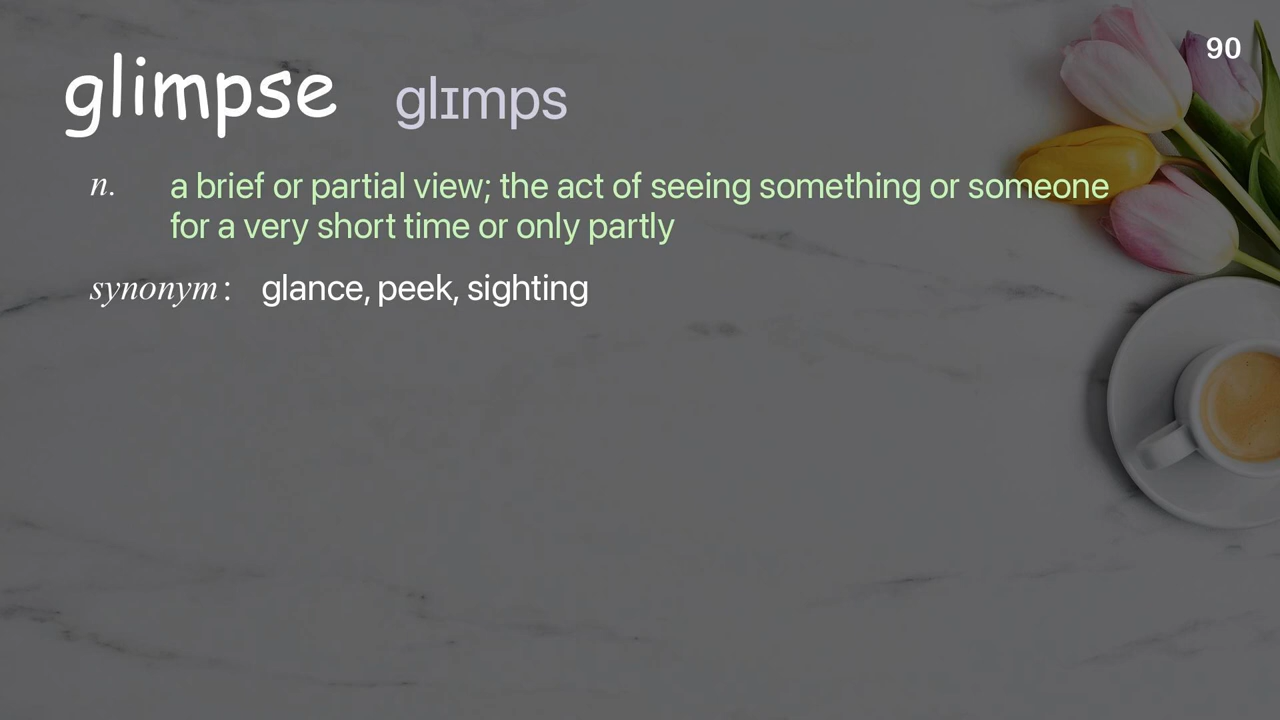 90
glimpse glɪmps
n. a brief or partial view; the act of seeing something or someone
for a very short time or only partly
synonym : glance, peek, sighting